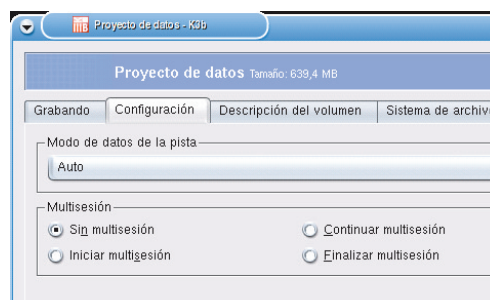 Proyecto de datos - K3b
Proyecto de datos Tamaño: 639,4 MB
Grabando Configuración Descripción del volumen Sistema de archiv
Modo de datos de la pista
Auto
Multisesión
Sin multisesión Continuar multisesión
Iniciar multisesión Finalizar multisesión